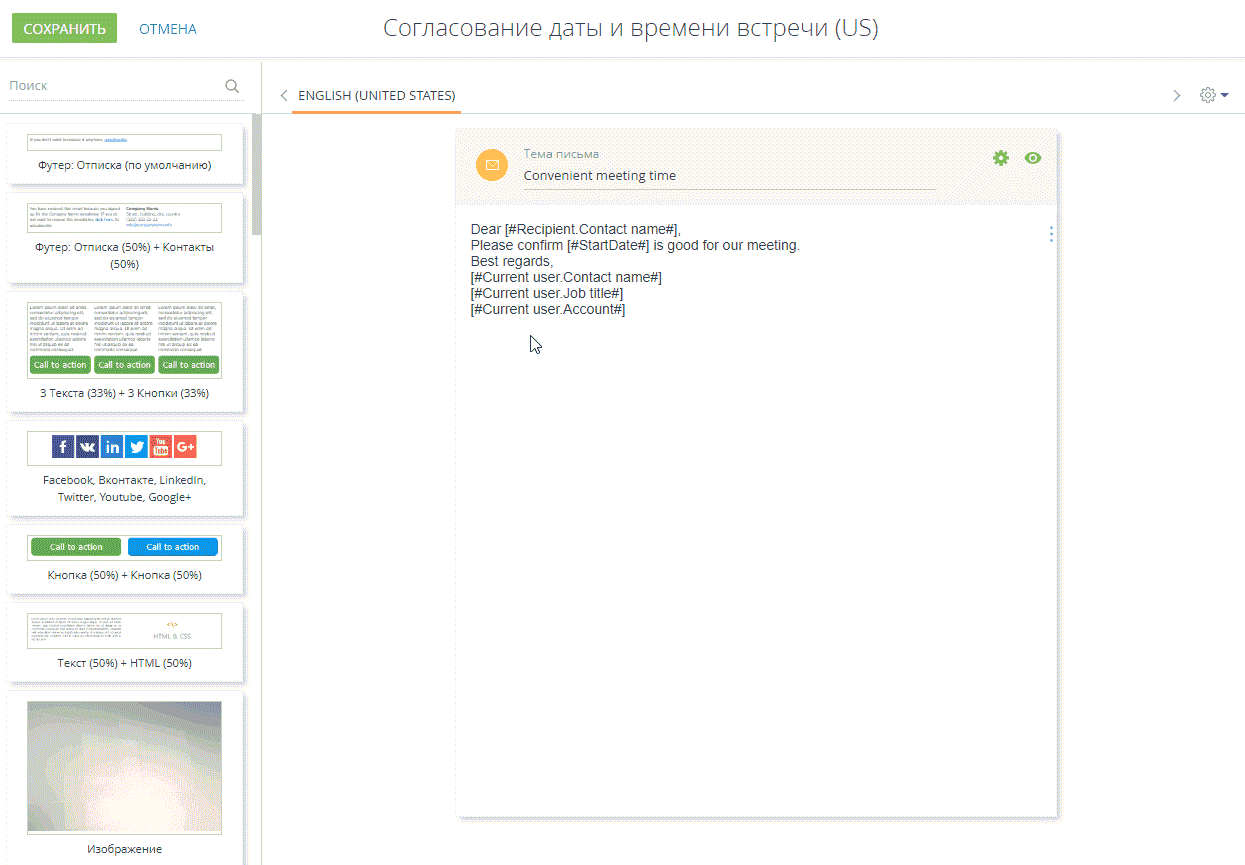 СОХРАНИТЬ
ОТМЕНА
Согласование даты и времени встречи (US)
Поиск
ENGLISH (UNITED STATES)
Футер: Отписка (по умолчанию)
Футер: Отписка (50%) + Контакты
(50%)
Call to action
Call to action
Call to action
3 Текста (33%) + 3 Кнопки (33%)
Facebook, Вконтакте, LinkedIn,
Twitter, Youtube, Google+
Call to action
Call to action
Кнопка (50%) + Кнопка (50%)
HTML & CSS
Текст (50%) + HTML (50%)
Изображение
Тема письма
Convenient meeting time
Dear [#Recipient.Contact name#],
Please confirm [#StartDate#] is good for our meeting.
Best regards,
[#Current user.Contact name#]
[#Current user.Job title#]
[#Current user.Account#]